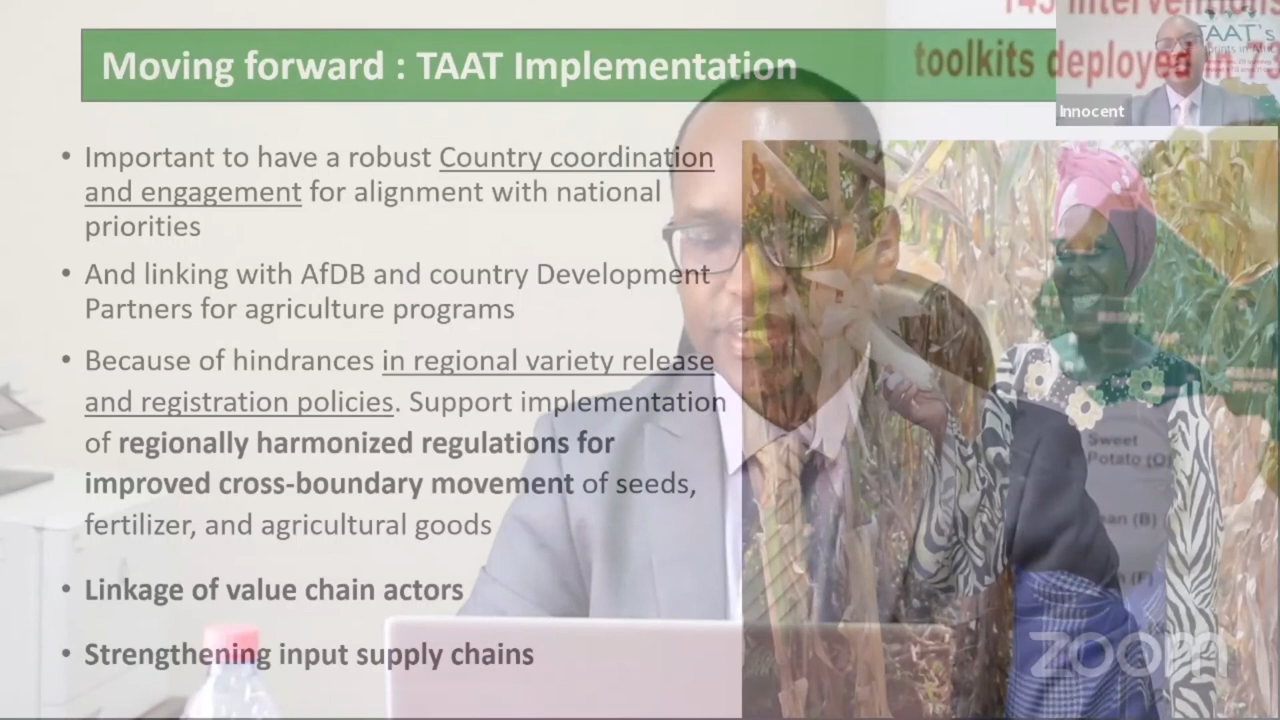 145 interventions
toolkits deployed
TAAT's
Innocent
Moving forward : TAAT Implementation
• Important to have a robust Country coordination
and engagement for alignment with national
priorities
• And linking with AfDB and country Development
Partners for agriculture programs
• Because of hindrances in regional variety release
and registration policies. Support implementation
of regionally harmonized regulations for
improved cross-boundary movement of seeds,
fertilizer, and agricultural goods
• Linkage of value chain actors
• Strengthening input supply chains
Sweet
Potato (O)
zoom